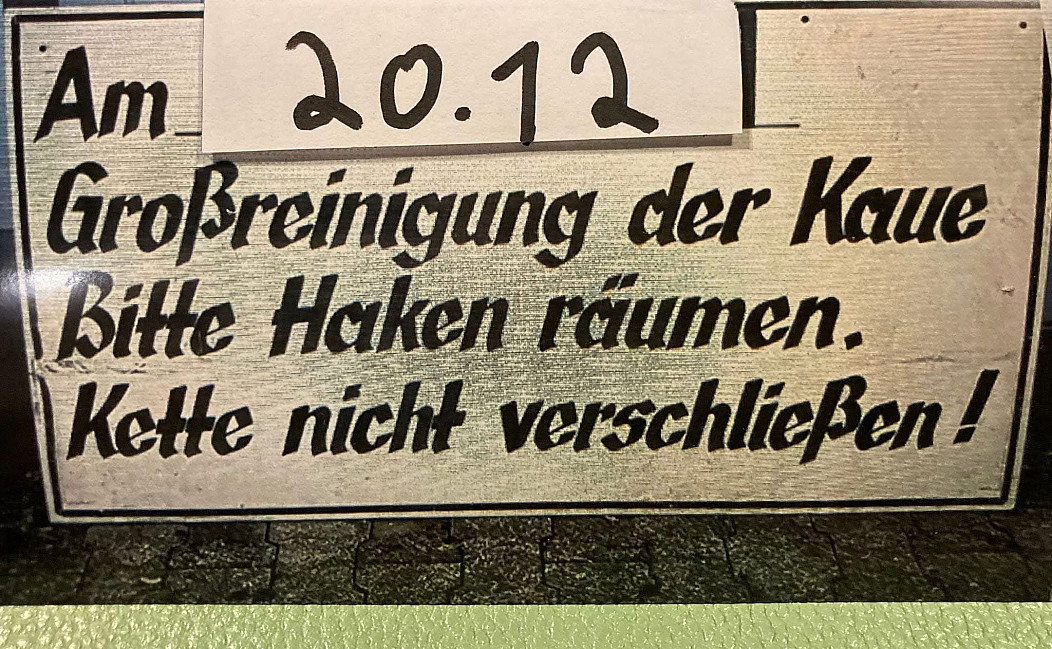 Am 20.12
Großreinigung der Kaue
Bitte Haken räumen.
Kette nicht verschließen!